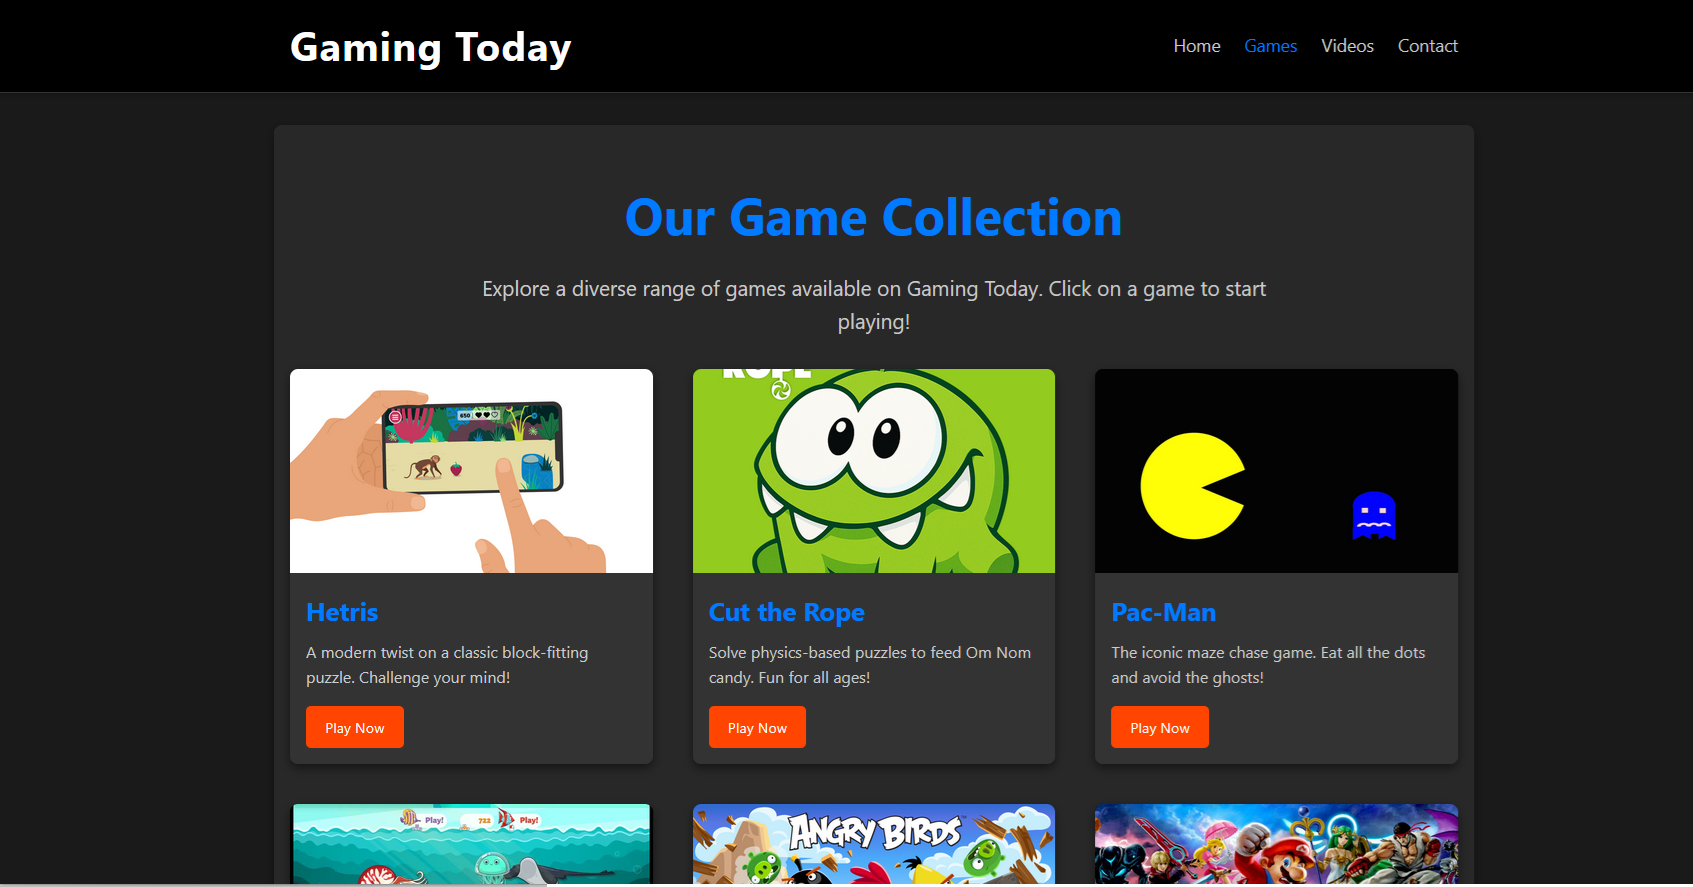 Gaming Today
Home Games Videos Contact
Our Game Collection
Explore a diverse range of games available on Gaming Today. Click on a game to start
playing!
650
ROPE
Hetris
A modern twist on a classic block-fitting
puzzle. Challenge your mind!
Play Now
Cut the Rope
Solve physics-based puzzles to feed Om Nom
candy. Fun for all ages!
Play Now
Pac-Man
The iconic maze chase game. Eat all the dots
and avoid the ghosts!
Play Now
Play! 722 Play!
ANGRY BIRDS